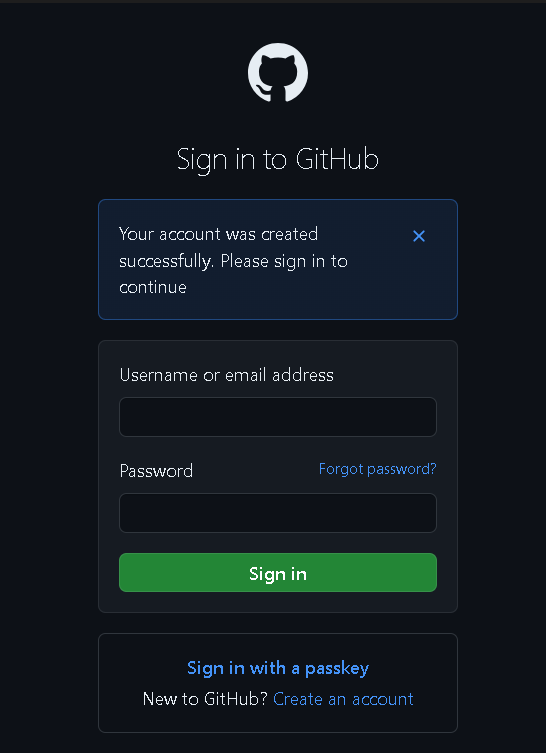 Sign in to GitHub
Your account was created
successfully. Please sign in to
continue
Username or email address
Password Forgot password?
Sign in
Sign in with a passkey
New to GitHub? Create an account